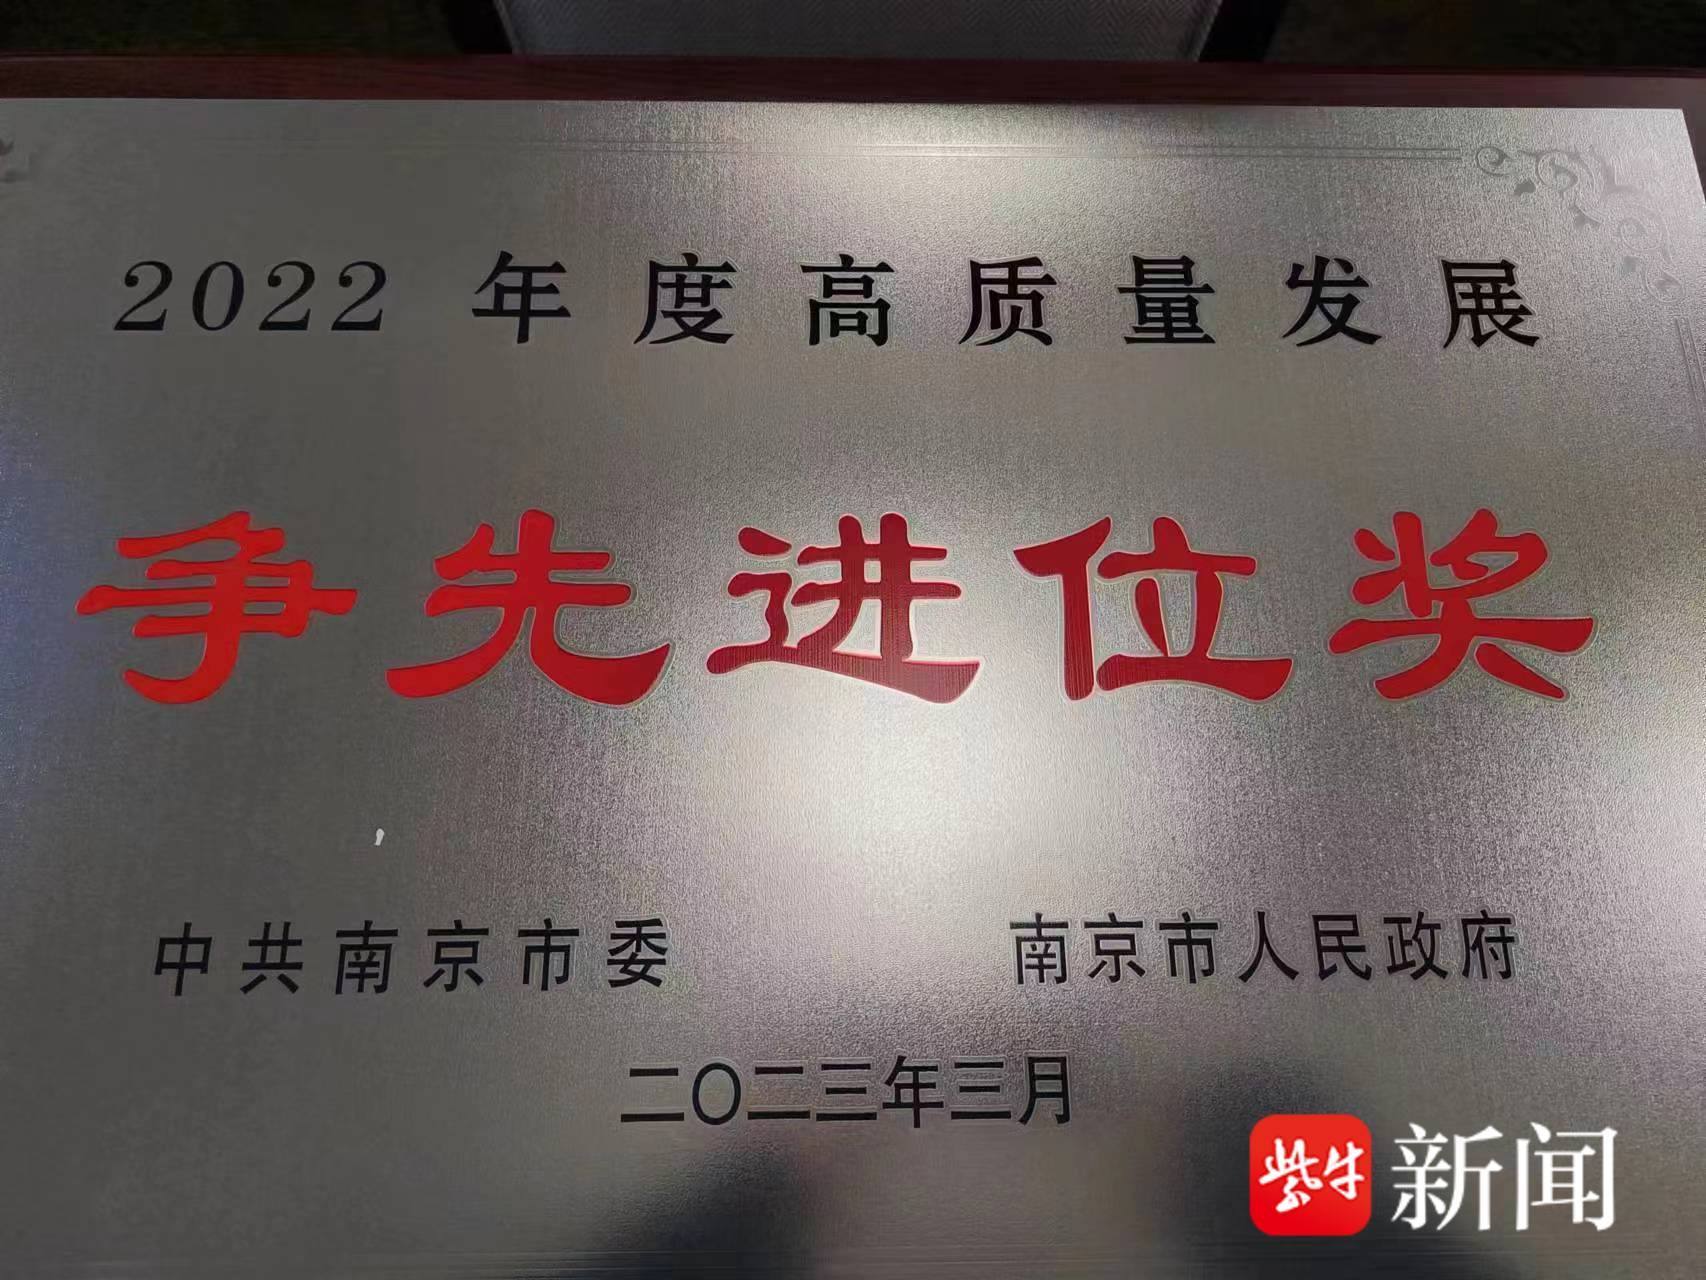 2022 年度高质量发展
争先进位奖
中共南京市委 南京市人民政府
二〇二三年三月
紫牛 新闻